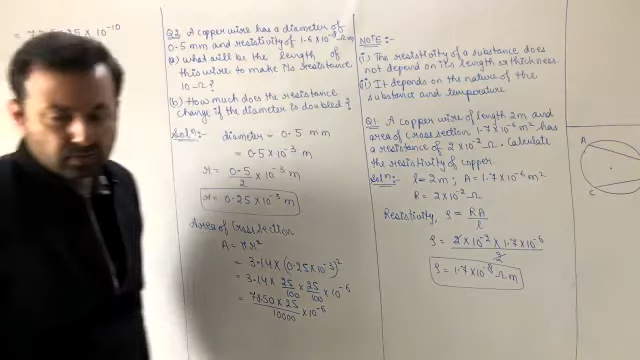 × 10⁻¹⁰
Q2 A copper wire has a diameter of
0.5 mm and resistivity of 1.6 × 10⁻⁸ Ω m
(a) What will be the length of
this wire to make its resistance
10 Ω ?
(b) How much does the resistance
change if the diameter is doubled ?
Solⁿ:- diameter = 0.5 mm
= 0.5 × 10⁻³ m
r = 0.5/2 × 10⁻³ m
r = 0.25 × 10⁻³ m
Area of cross section
A = π r²
= 3.14 × (0.25 × 10⁻³)²
= 3.14 × 25/100 × 25/100 × 10⁻⁶
= 78.50 × 25/10000 × 10⁻⁶
NOTE :-
(i) The resistivity of a substance does
not depend on its length or thickness
(ii) It depends on the nature of the
substance and temperature.
Q1 A copper wire of length 2m and
area of cross section 1.7 × 10⁻⁶ m² has
a resistance of 2 × 10⁻² Ω. Calculate
the resistivity of copper.
Solⁿ:- l = 2m ; A = 1.7 × 10⁻⁶ m²
R = 2 × 10⁻² Ω
Resistivity, ρ = RA/l
ρ = 2 × 10⁻² × 1.7 × 10⁻⁶/2
ρ = 1.7 × 10⁻⁸ Ω m
A
C